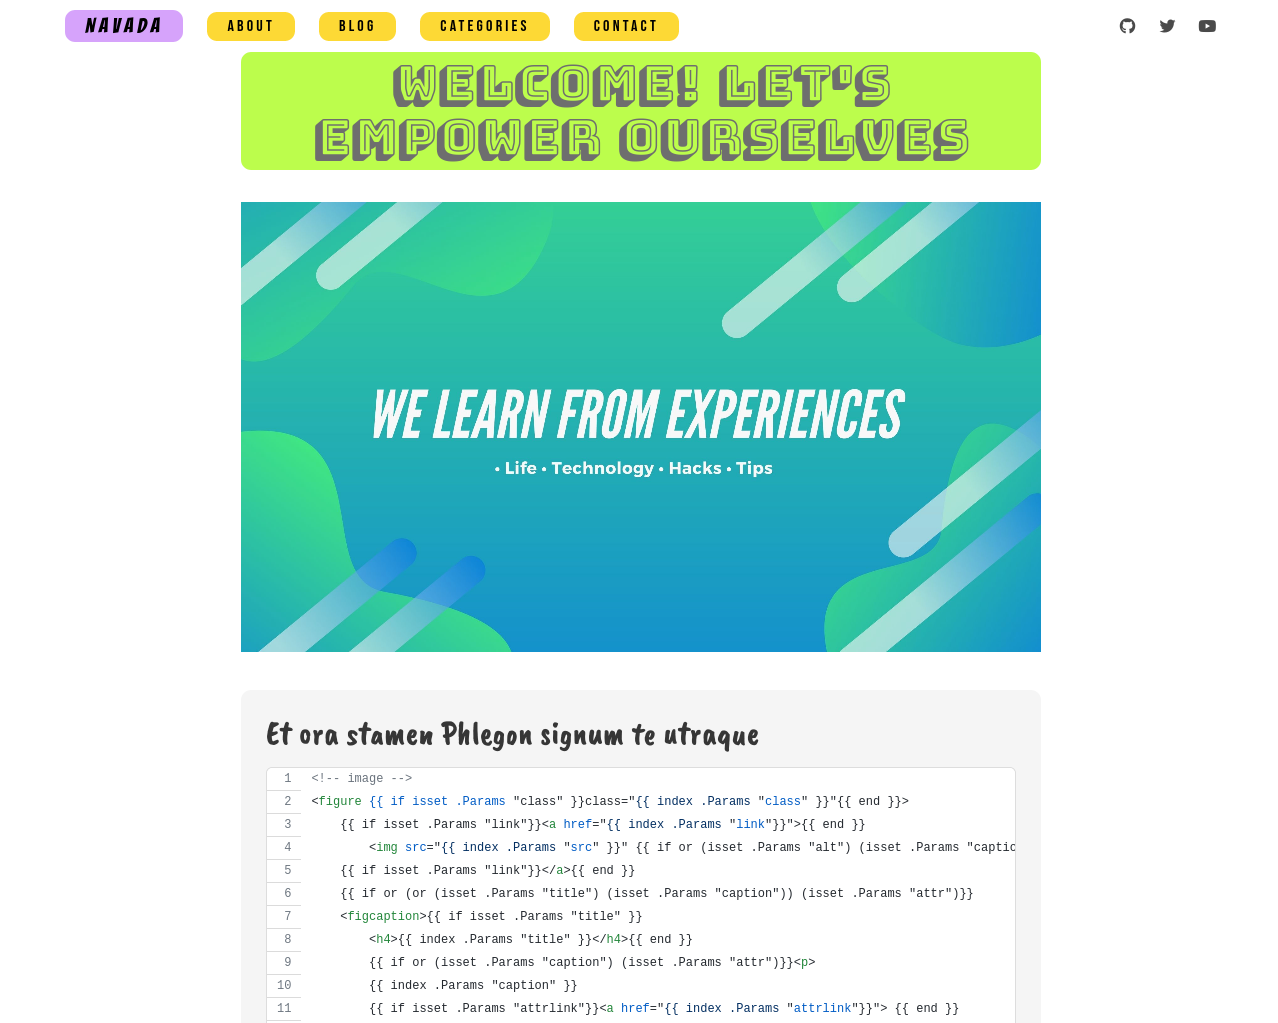 NAVADA ABOUT BLOG CATEGORIES CONTACT
WELCOME! LET'S
EMPOWER OURSELVES
WE LEARN FROM EXPERIENCES
• Life • Technology • Hacks • Tips
Et ora stamen Phlegon signum te utraque
1 <!-- image -->
2 <figure {{ if isset .Params "class" }}class="{{ index .Params "class" }}"{{ end }}>
3 {{ if isset .Params "link"}}<a href="{{ index .Params "link"}}">{{ end }}
4 <img src="{{ index .Params "src" }}" {{ if or (isset .Params "alt") (isset .Params "captio
5 {{ if isset .Params "link"}}</a>{{ end }}
6 {{ if or (or (isset .Params "title") (isset .Params "caption")) (isset .Params "attr")}}
7 <figcaption>{{ if isset .Params "title" }}
8 <h4>{{ index .Params "title" }}</h4>{{ end }}
9 {{ if or (isset .Params "caption") (isset .Params "attr")}}<p>
10 {{ index .Params "caption" }}
11 {{ if isset .Params "attrlink"}}<a href="{{ index .Params "attrlink"}}"> {{ end }}